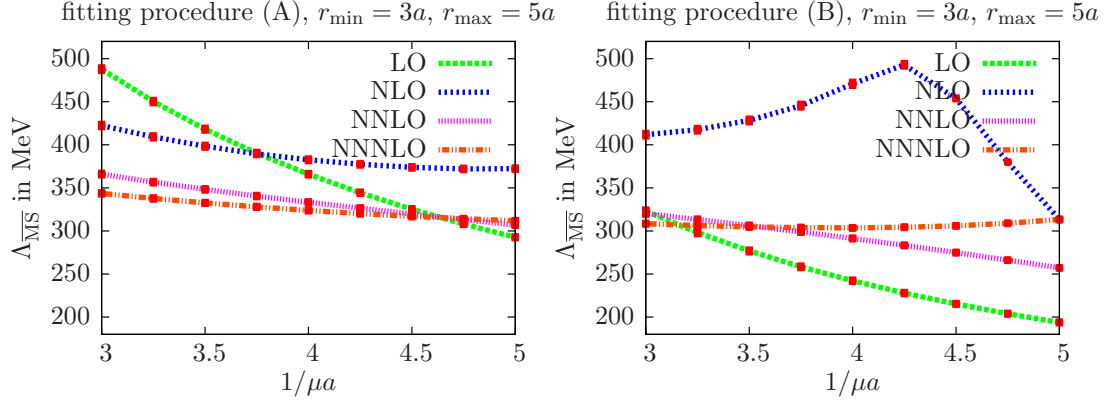 fitting procedure (A), r_min = 3a, r_max = 5a
Λ_MS̅ in MeV
500
450
400
350
300
250
200
LO
NLO
NNLO
NNNLO
3 3.5 4 4.5 5
1/μa
fitting procedure (B), r_min = 3a, r_max = 5a
Λ_MS̅ in MeV
500
450
400
350
300
250
200
LO
NLO
NNLO
NNNLO
3 3.5 4 4.5 5
1/μa